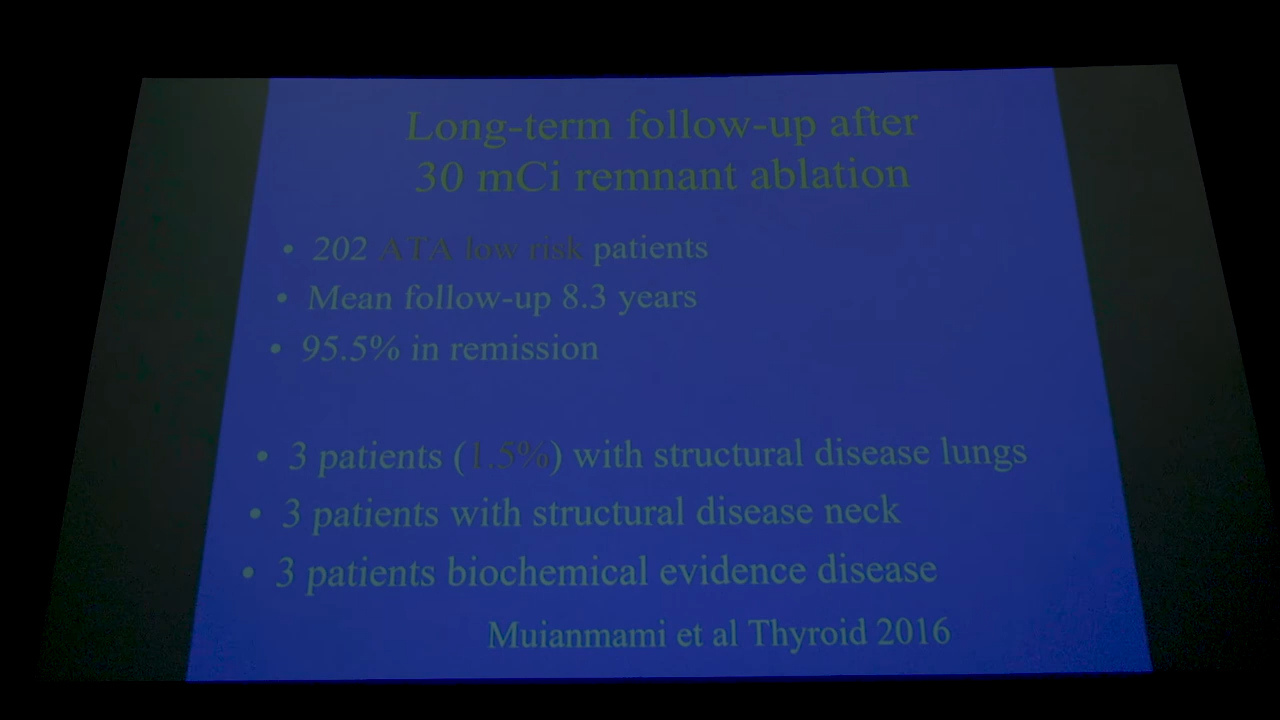 Long-term follow-up after
30 mCi remnant ablation
• 202 ATA low risk patients
• Mean follow-up 8.3 years
• 95.5% in remission
• 3 patients (1.5%) with structural disease lungs
• 3 patients with structural disease neck
• 3 patients biochemical evidence disease
Muianmami et al Thyroid 2016